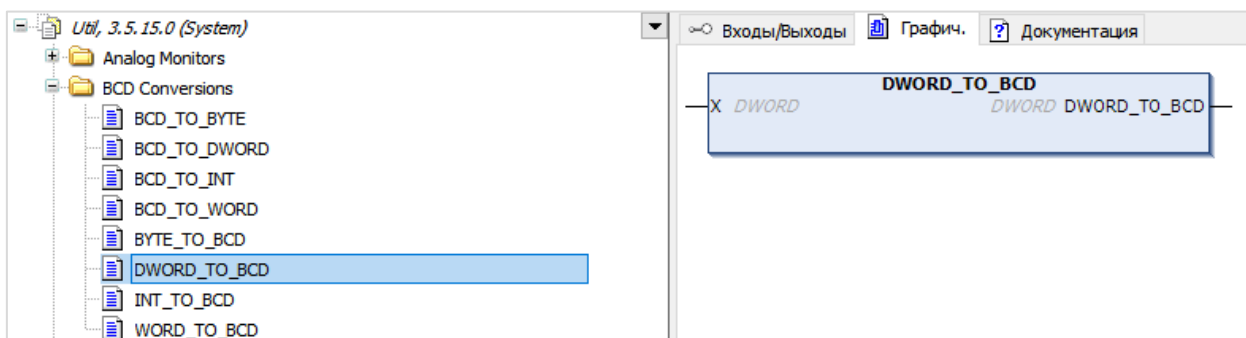 Util, 3.5.15.0 (System)
Analog Monitors
BCD Conversions
BCD_TO_BYTE
BCD_TO_DWORD
BCD_TO_INT
BCD_TO_WORD
BYTE_TO_BCD
DWORD_TO_BCD
INT_TO_BCD
WORD_TO_BCD
Входы/Выходы Графич. Документация
DWORD_TO_BCD
X DWORD DWORD DWORD_TO_BCD